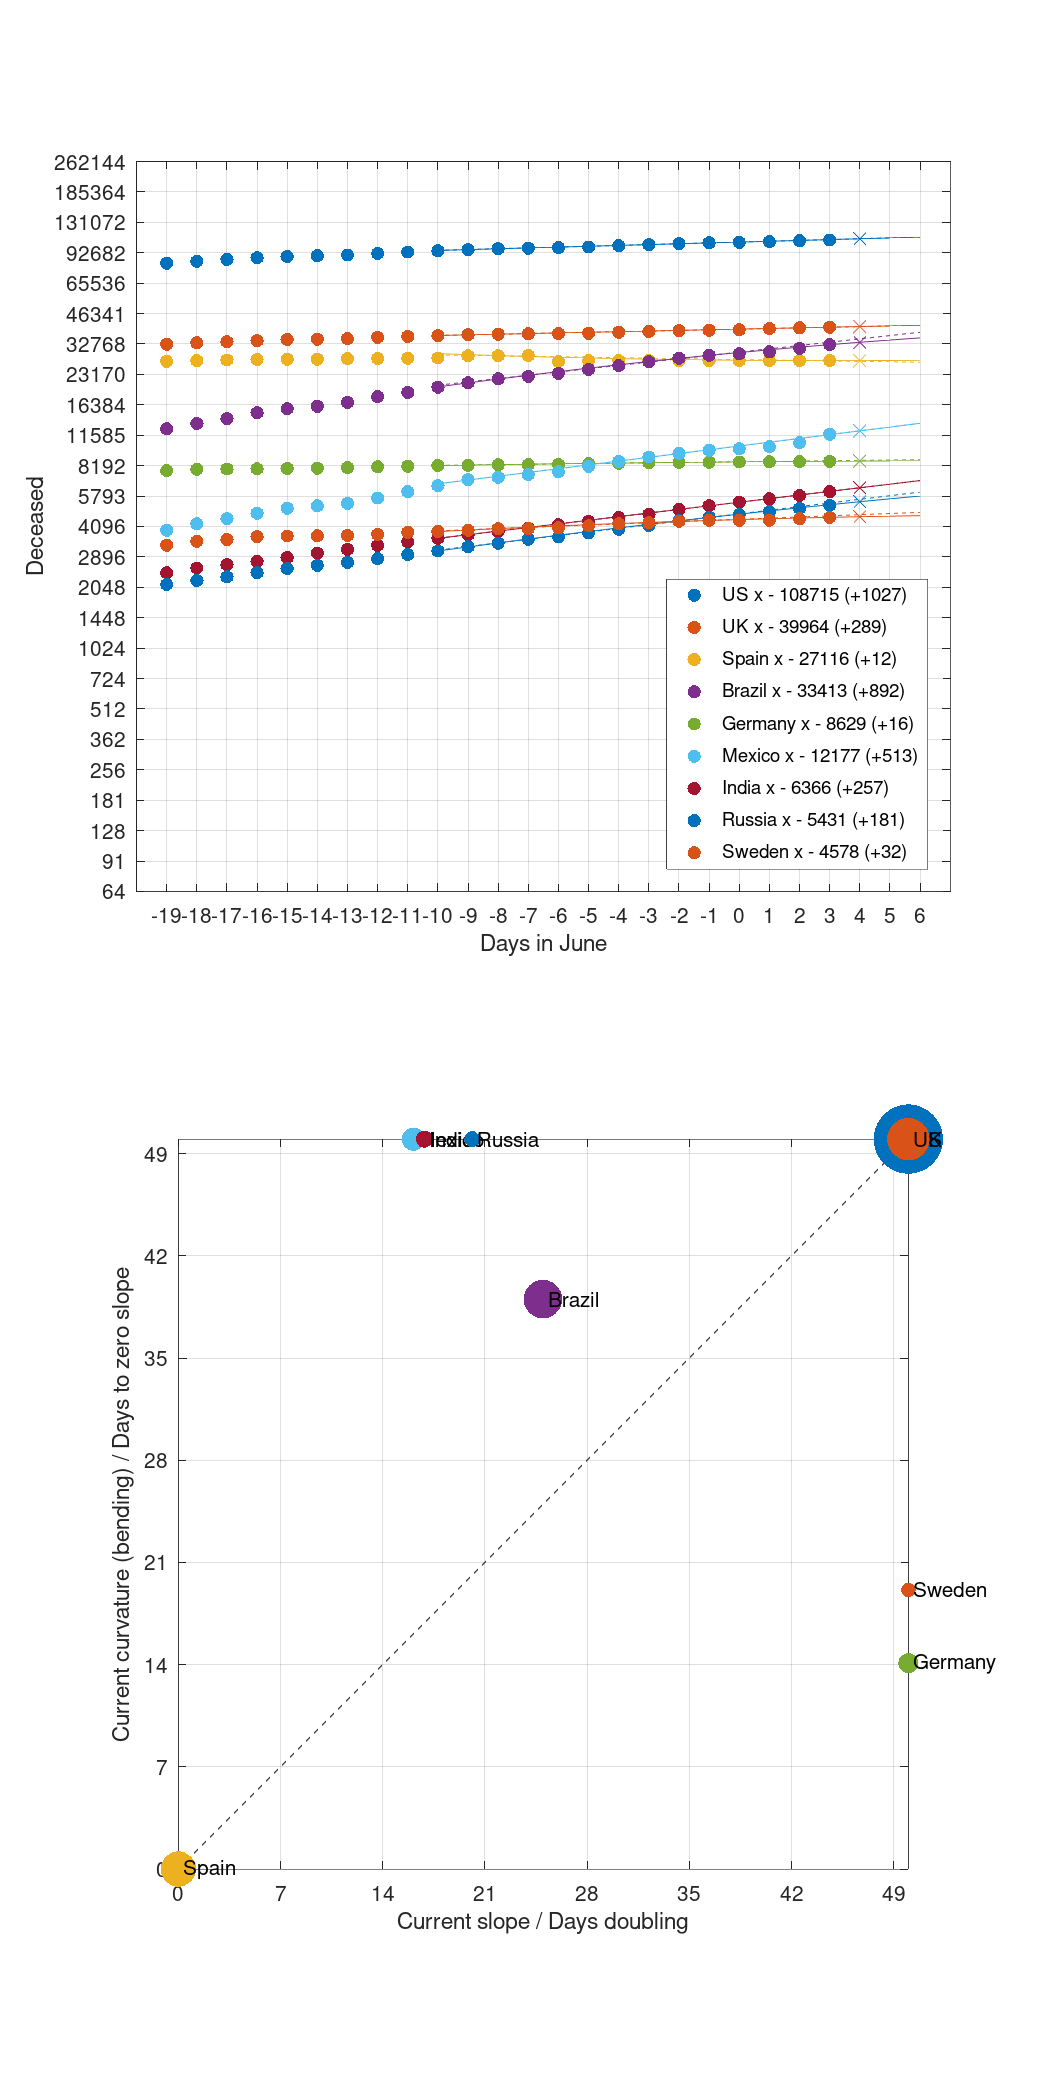 262144
185364
131072
92682
65536
46341
32768
23170
16384
11585
8192
5793
4096
2896
2048
1448
1024
724
512
362
256
181
128
91
64
Deceased
US x - 108715 (+1027)
UK x - 39964 (+289)
Spain x - 27116 (+12)
Brazil x - 33413 (+892)
Germany x - 8629 (+16)
Mexico x - 12177 (+513)
India x - 6366 (+257)
Russia x - 5431 (+181)
Sweden x - 4578 (+32)
-19 -18 -17 -16 -15 -14 -13 -12 -11 -10 -9 -8 -7 -6 -5 -4 -3 -2 -1 0 1 2 3 4 5 6
Days in June
Russia
UK
49
42
Brazil
35
28
21
Sweden
14
Germany
7
0
Spain
Current curvature (bending) / Days to zero slope
0 7 14 21 28 35 42 49
Current slope / Days doubling